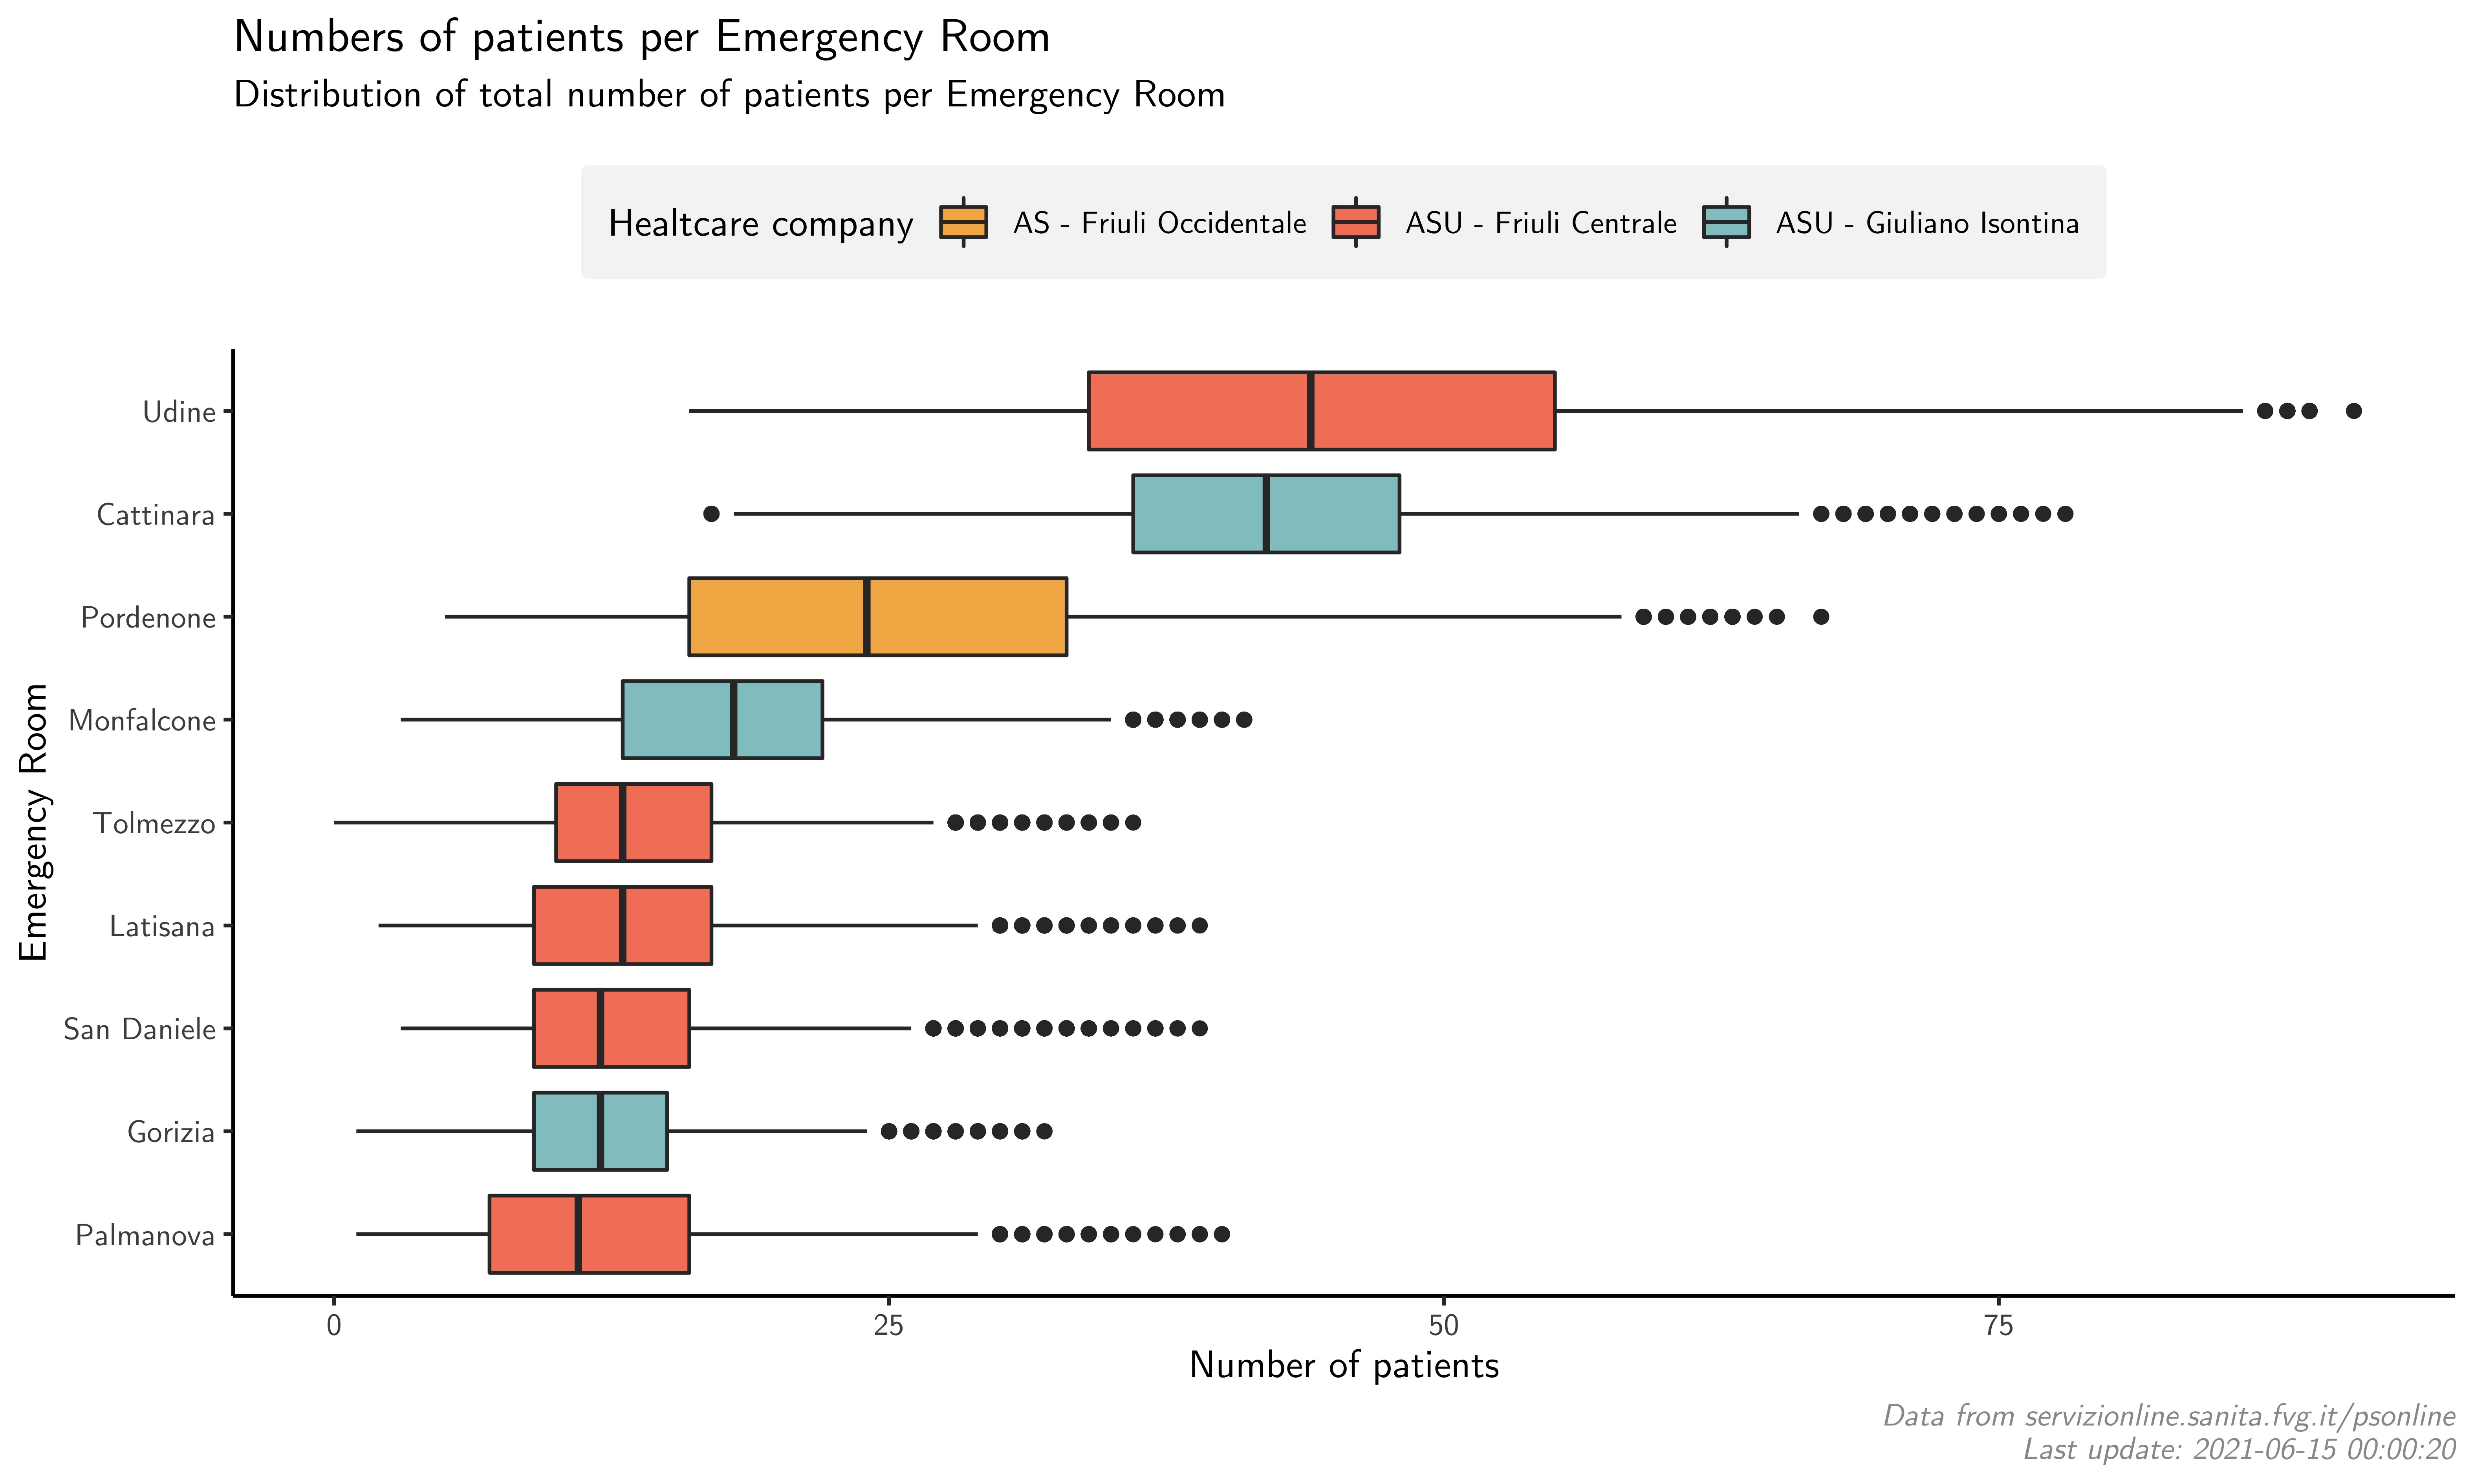 Numbers of patients per Emergency Room
Distribution of total number of patients per Emergency Room
Healtcare company AS - Friuli Occidentale ASU - Friuli Centrale ASU - Giuliano Isontina
Emergency Room
Udine
Cattinara
Pordenone
Monfalcone
Tolmezzo
Latisana
San Daniele
Gorizia
Palmanova
0 25 50 75
Number of patients
Data from servizionline.sanita.fvg.it/psonline
Last update: 2021-06-15 00:00:20